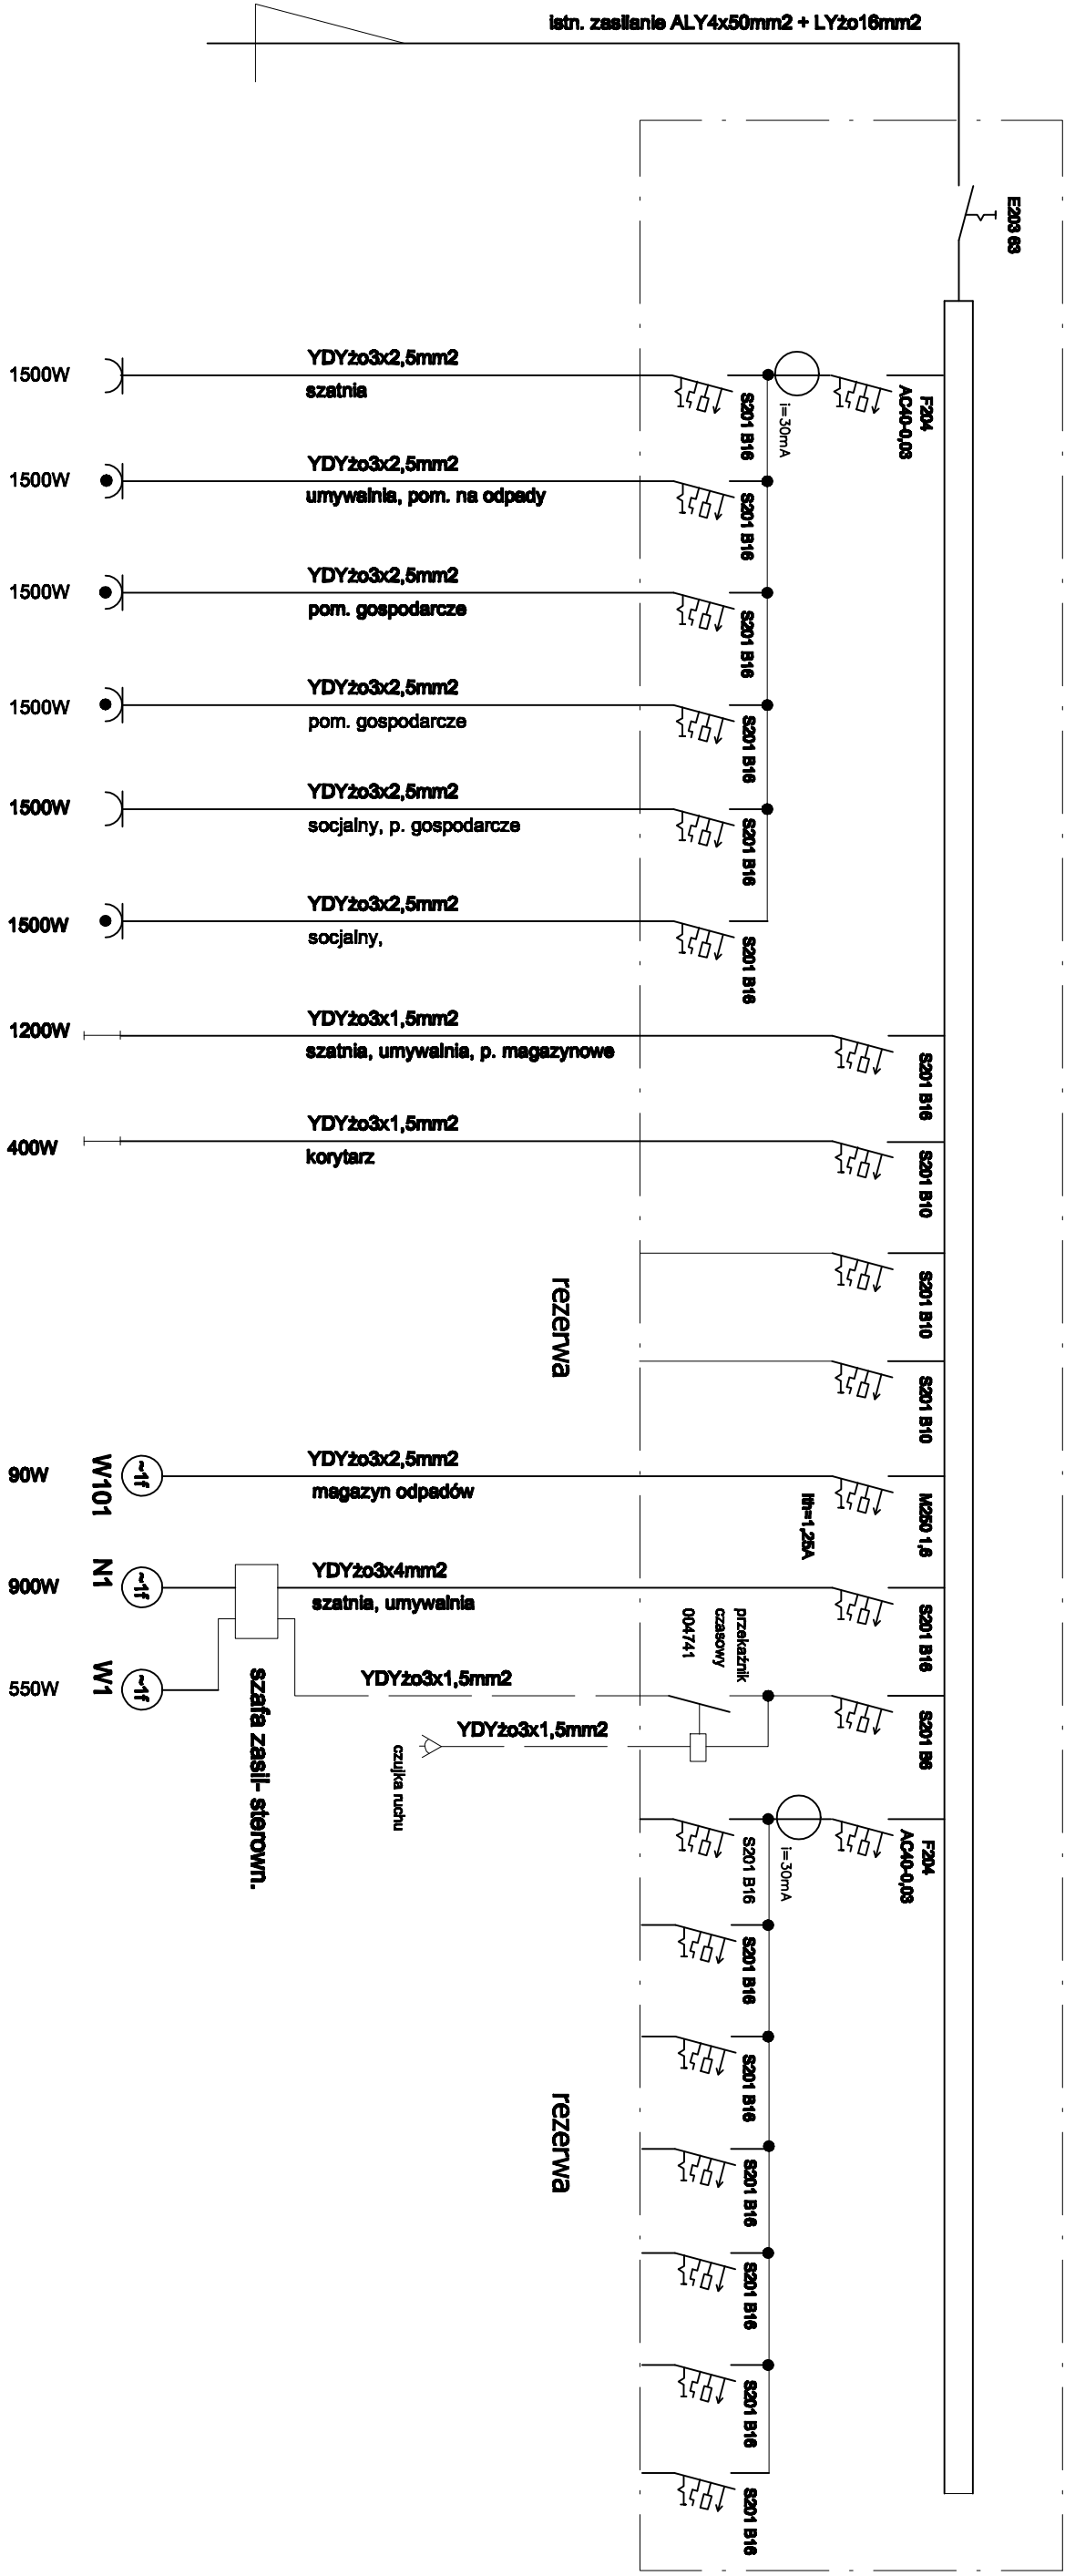 istn. zasilanie ALY4x50mm2 + LYżo16mm2
E203 63
F204
AC40-0,03
i=30mA
1500W
YDYżo3x2,5mm2
szatnia
S201 B16
1500W
YDYżo3x2,5mm2
umywalnia, pom. na odpady
S201 B16
1500W
YDYżo3x2,5mm2
pom. gospodarcze
S201 B16
1500W
YDYżo3x2,5mm2
pom. gospodarcze
S201 B16
1500W
YDYżo3x2,5mm2
socjalny, p. gospodarcze
S201 B16
1500W
YDYżo3x2,5mm2
socjalny,
S201 B16
1200W
YDYżo3x1,5mm2
szatnia, umywalnia, p. magazynowe
S201 B16
400W
YDYżo3x1,5mm2
korytarz
S201 B10
rezerwa
S201 B10
S201 B10
90W
W101
~1f
YDYżo3x2,5mm2
magazyn odpadów
Ith=1,25A
M250 1,6
900W
N1
~1f
YDYżo3x4mm2
szatnia, umywalnia
S201 B16
550W
W1
~1f
szafa zasil- sterown.
YDYżo3x1,5mm2
przekaźnik
czasowy
004741
S201 B6
YDYżo3x1,5mm2
czujka ruchu
F204
AC40-0,03
i=30mA
S201 B16
S201 B16
S201 B16
rezerwa
S201 B16
S201 B16
S201 B16
S201 B16